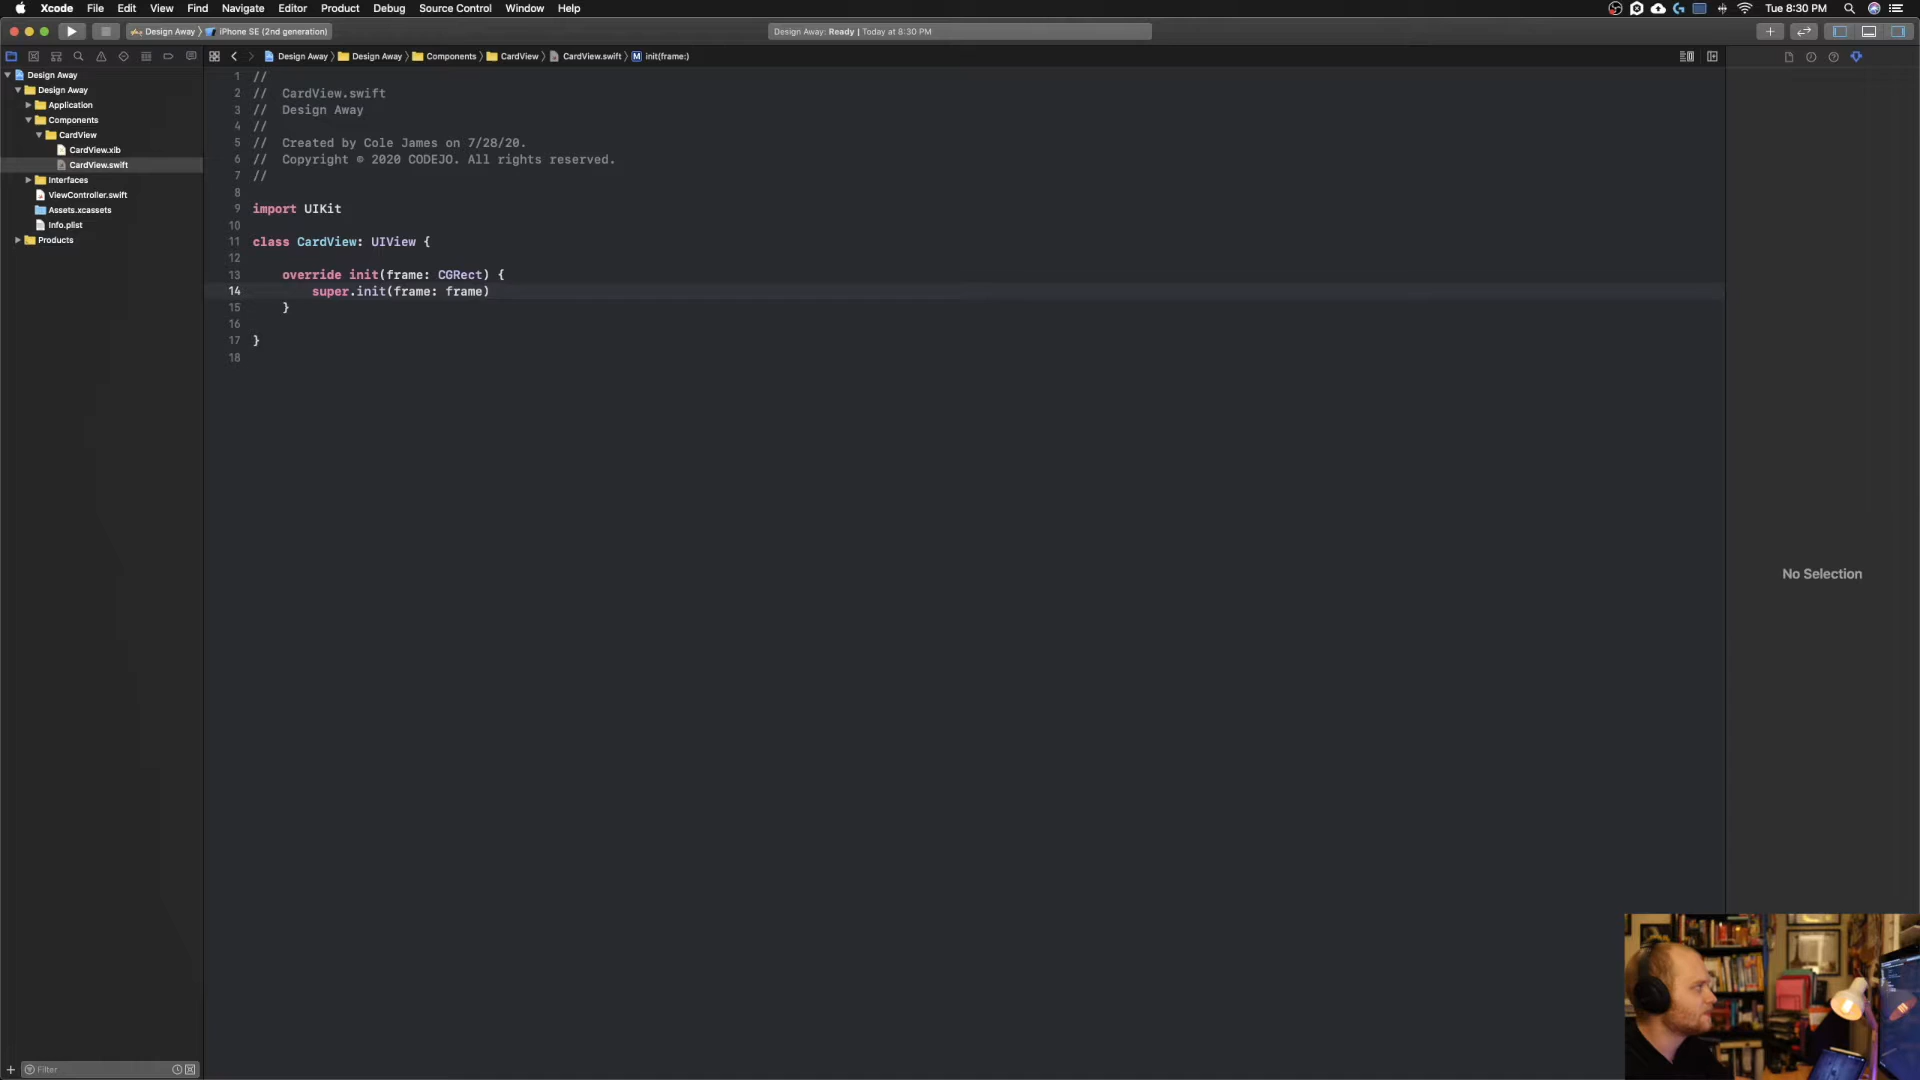 Xcode File Edit View Find Navigate Editor Product Debug Source Control Window Help Tue 8:30 PM
Design Away iPhone SE (2nd generation) Design Away: Ready | Today at 8:30 PM
Design Away Design Away Components CardView CardView.swift M init(frame:)
Design Away
Design Away
Application
Components
CardView
CardView.xib
CardView.swift
Interfaces
ViewController.swift
Assets.xcassets
Info.plist
Products
1 //
2 // CardView.swift
3 // Design Away
4 //
5 // Created by Cole James on 7/28/20.
6 // Copyright © 2020 CODEJO. All rights reserved.
7 //
8
9 import UIKit
10
11 class CardView: UIView {
12
13 override init(frame: CGRect) {
14 super.init(frame: frame)
15 }
16
17 }
18
No Selection
Filter